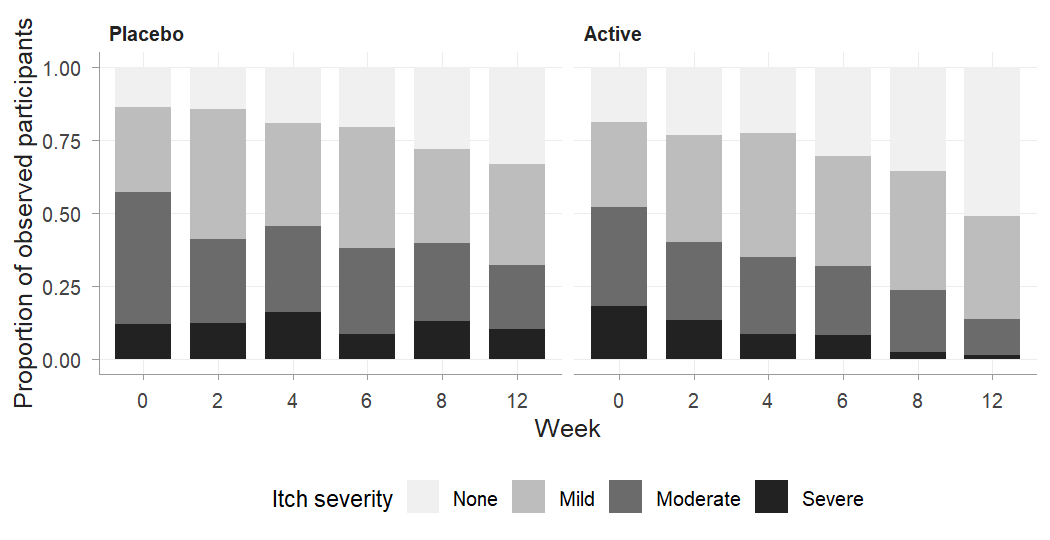 Proportion of observed participants
Placebo
Active
1.00
0.75
0.50
0.25
0.00
0 2 4 6 8 12
0 2 4 6 8 12
Week
Itch severity None Mild Moderate Severe